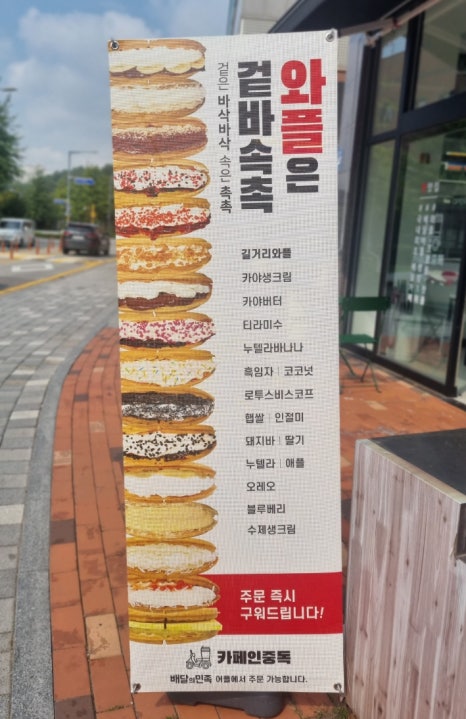 와플은
겉바속촉
겉은 바삭바삭 속은 촉촉
길거리와플
카야생크림
카야버터
티라미수
누텔라바나나
흑임자 | 코코넛
로투스비스코프
햅쌀 | 인절미
돼지바 | 딸기
누텔라 | 애플
오레오
블루베리
수제생크림
주문 즉시
구워드립니다!
카페인중독
배달의민족 어플에서 주문 가능합니다.